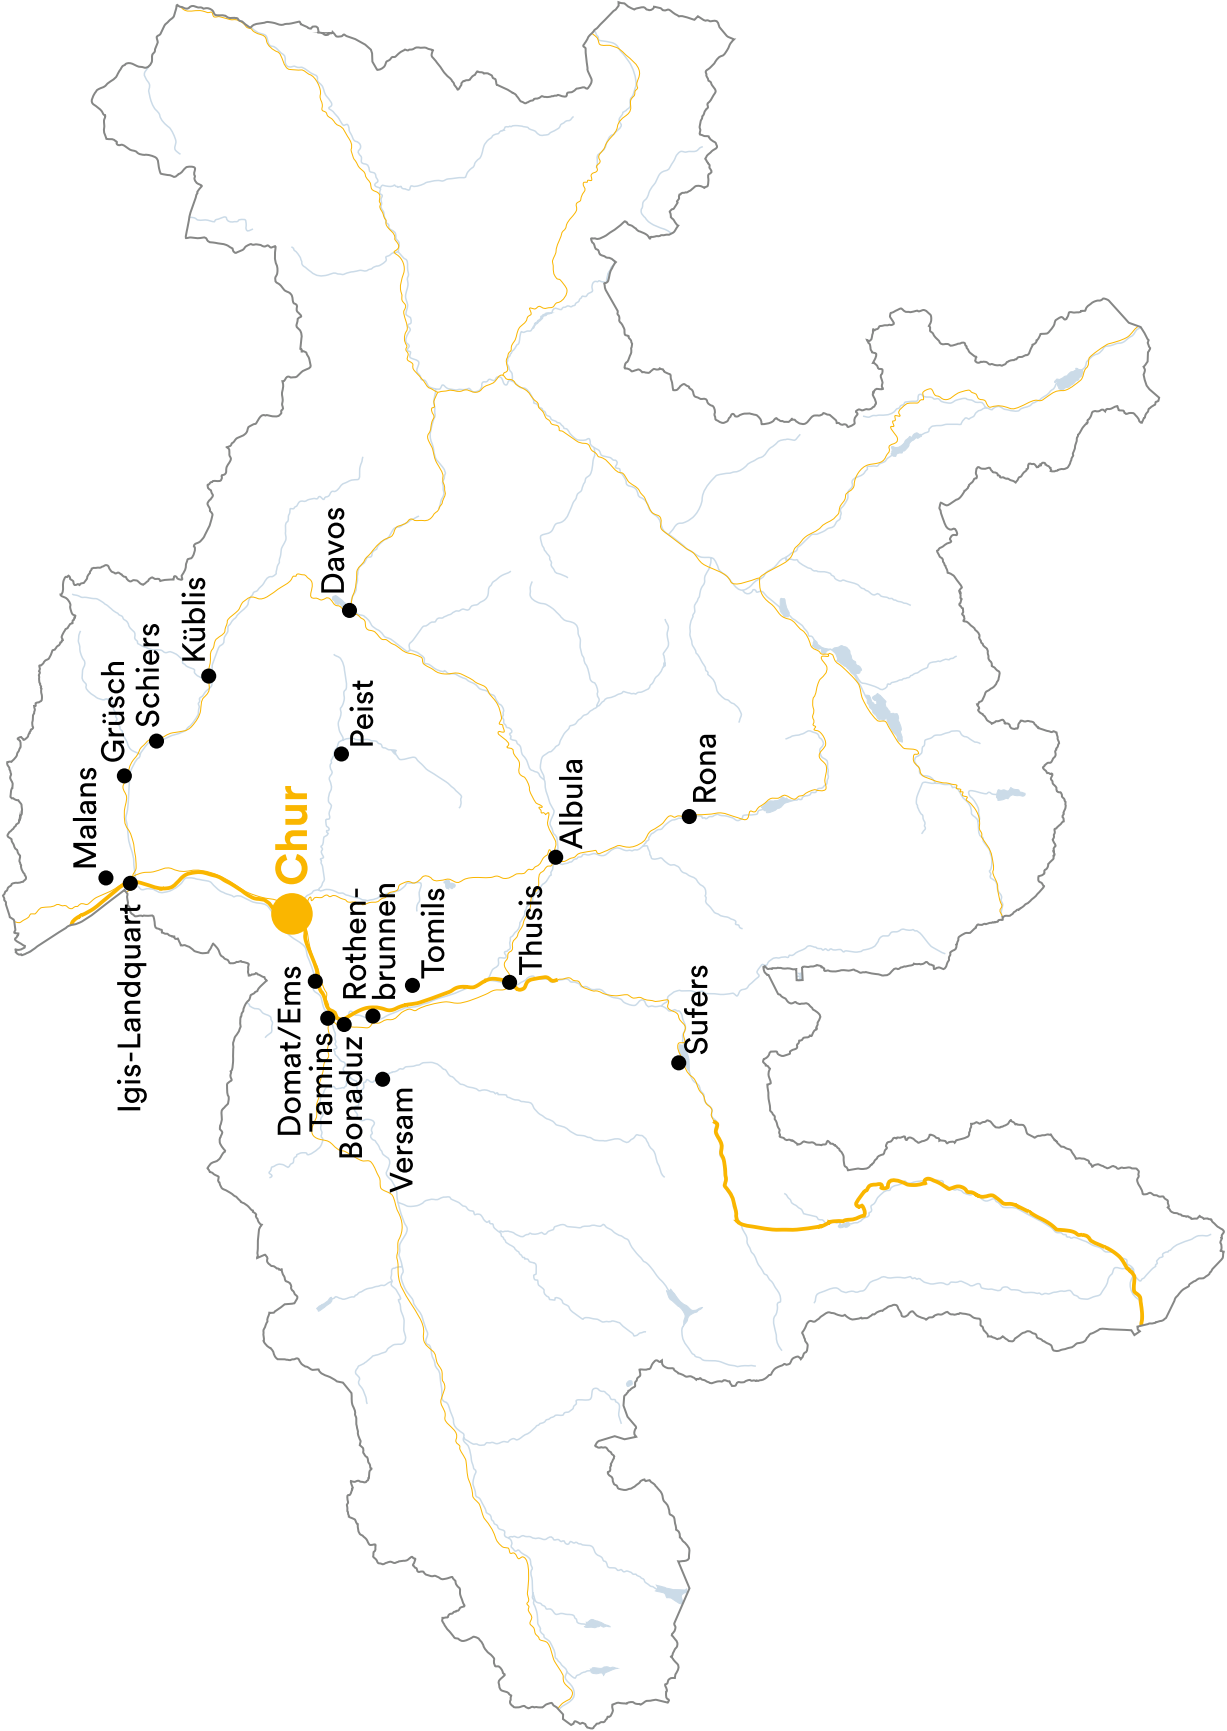 Malans
Grüsch
Schiers
Küblis
Igis-Landquart
Chur
Davos
Peist
Domat/Ems
Tamins
Bonaduz
Rothen-
brunnen
Tomils
Versam
Thusis
Albula
Rona
Sufers